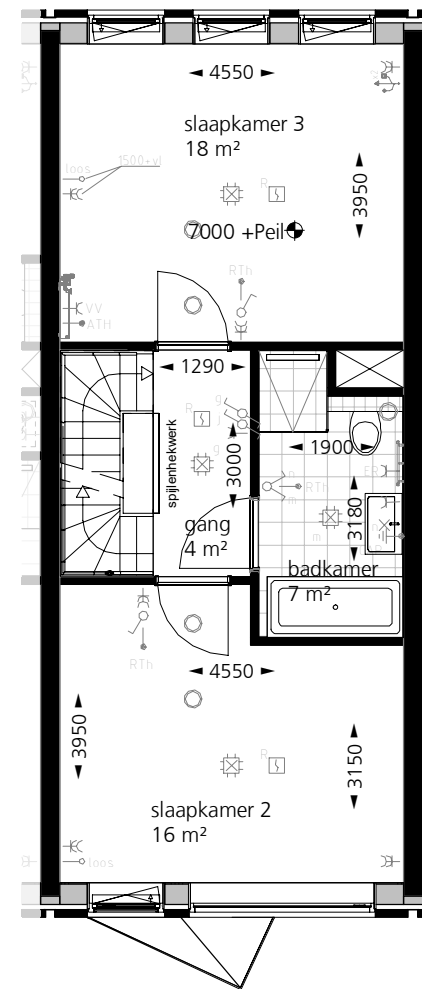 4550
slaapkamer 3
18 m²
loos
1500+vl
3950
R
7000 +Peil
RTh
VV
ATH
1290
R
spijlenhekwerk
3000
1900
RTh
3180
gang
4 m²
badkamer
7 m²
RTh
4550
3950
R
3150
slaapkamer 2
16 m²
loos